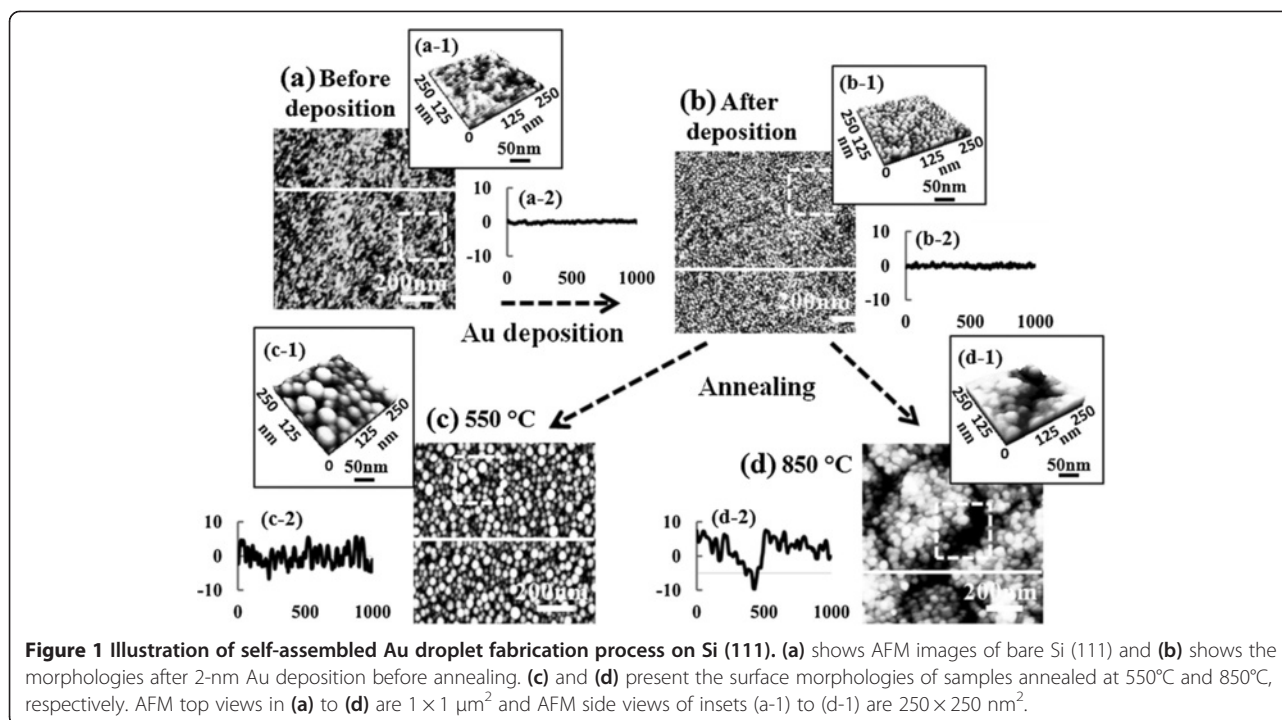 (a) Before
deposition
(a-1)
250
125
nm
0
125
nm
250
50nm
200nm
(a-2)
10
0
-10
0 500 1000
Au deposition
(b) After
deposition
(b-1)
250
125
nm
0
125
nm
250
50nm
200nm
(b-2)
10
0
-10
0 500 1000
Annealing
(c-1)
250
125
nm
0
125
nm
250
50nm
(c) 550 °C
200nm
(c-2)
10
0
-10
0 500 1000
(d-1)
250
125
nm
0
125
nm
250
50nm
(d) 850 °C
200nm
(d-2)
10
0
-10
0 500 1000
Figure 1 Illustration of self-assembled Au droplet fabrication process on Si (111). (a) shows AFM images of bare Si (111) and (b) shows the
morphologies after 2-nm Au deposition before annealing. (c) and (d) present the surface morphologies of samples annealed at 550°C and 850°C,
respectively. AFM top views in (a) to (d) are 1 × 1 μm² and AFM side views of insets (a-1) to (d-1) are 250 × 250 nm².